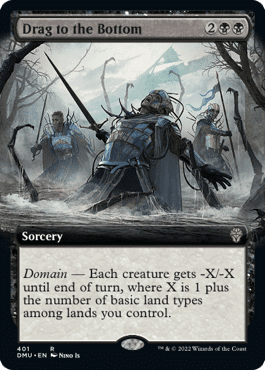 Drag to the Bottom 2
Sorcery
Domain — Each creature gets -X/-X
until end of turn, where X is 1 plus
the number of basic land types
among lands you control.
401 R
DMU • EN Nino Is
™ & © 2022 Wizards of the Coast